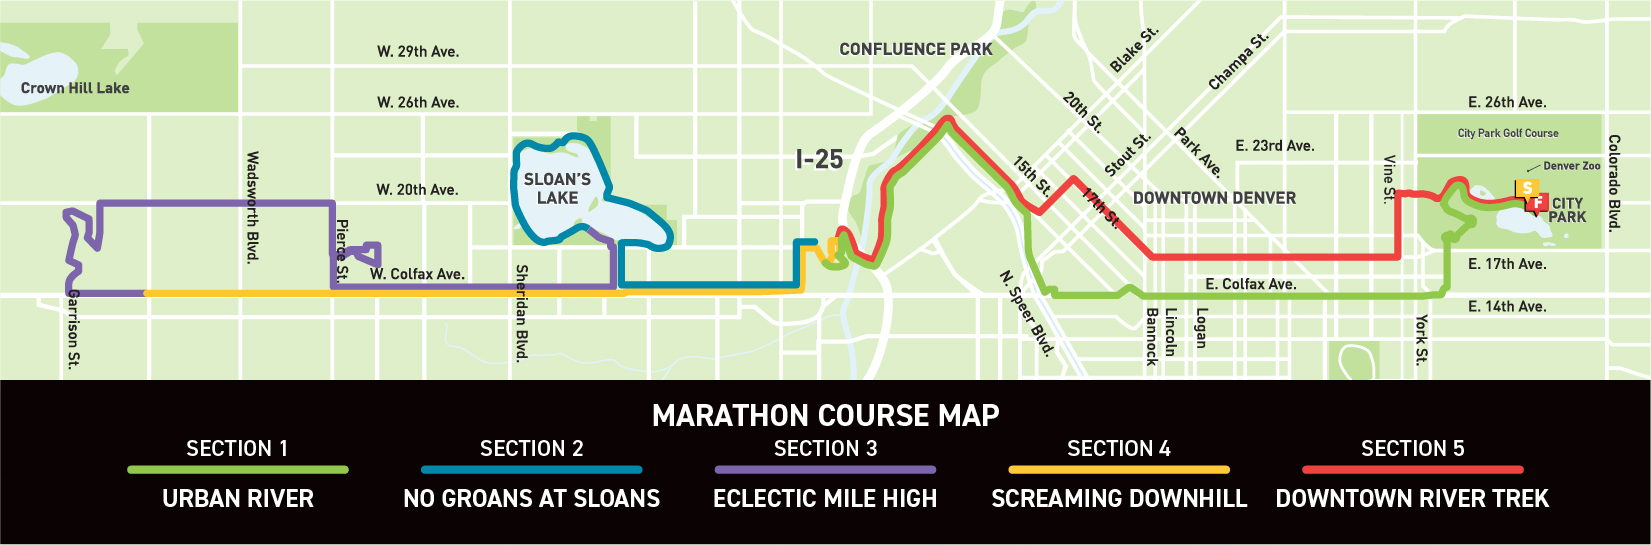 CONFLUENCE PARK
W. 29th Ave.
Crown Hill Lake
W. 26th Ave.
Blake St.
Champa St.
20th St.
E. 26th Ave.
City Park Golf Course
Wadsworth Blvd.
SLOAN'S
LAKE
W. 20th Ave.
I-25
15th St.
Stout St.
Park Ave.
E. 23rd Ave.
17th St.
DOWNTOWN DENVER
Vine St.
Denver Zoo
S
F
CITY
PARK
Colorado Blvd.
Pierce St.
W. Colfax Ave.
Garrison St.
Sheridan Blvd.
N. Speer Blvd.
E. Colfax Ave.
E. 17th Ave.
E. 14th Ave.
Bannock
Lincoln
Logan
York St.
MARATHON COURSE MAP
SECTION 1
URBAN RIVER
SECTION 2
NO GROANS AT SLOANS
SECTION 3
ECLECTIC MILE HIGH
SECTION 4
SCREAMING DOWNHILL
SECTION 5
DOWNTOWN RIVER TREK